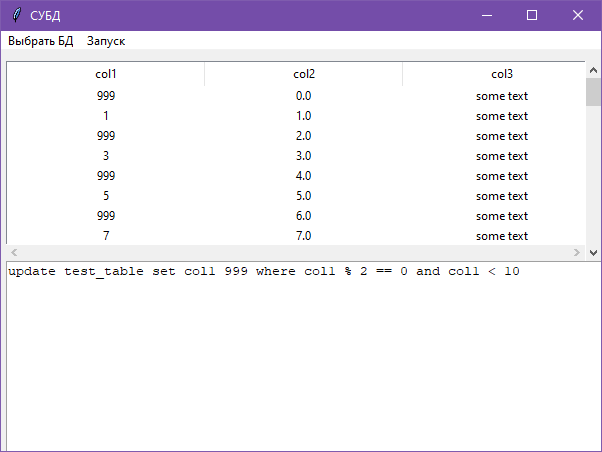 СУБД
Выбрать БД Запуск
col1 col2 col3
999 0.0 some text
1 1.0 some text
999 2.0 some text
3 3.0 some text
999 4.0 some text
5 5.0 some text
999 6.0 some text
7 7.0 some text
update test_table set col1 999 where col1 % 2 == 0 and col1 < 10